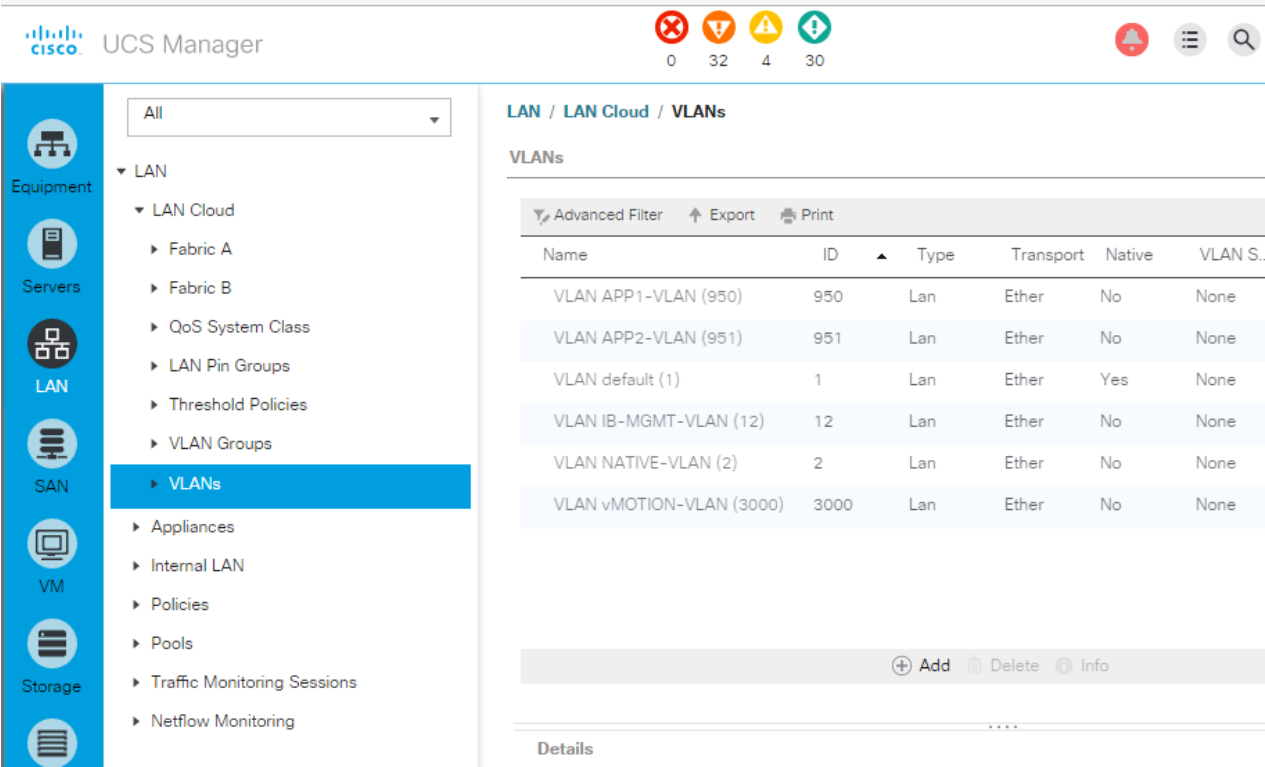 CISCO. UCS Manager
0 32 4 30
Equipment
Servers
LAN
SAN
VM
Storage
All
LAN
LAN Cloud
Fabric A
Fabric B
QoS System Class
LAN Pin Groups
Threshold Policies
VLAN Groups
VLANs
Appliances
Internal LAN
Policies
Pools
Traffic Monitoring Sessions
Netflow Monitoring
LAN / LAN Cloud / VLANs
VLANs
Advanced Filter Export Print
Name ID Type Transport Native VLAN S..
VLAN APP1-VLAN (950) 950 Lan Ether No None
VLAN APP2-VLAN (951) 951 Lan Ether No None
VLAN default (1) 1 Lan Ether Yes None
VLAN IB-MGMT-VLAN (12) 12 Lan Ether No None
VLAN NATIVE-VLAN (2) 2 Lan Ether No None
VLAN vMOTION-VLAN (3000) 3000 Lan Ether No None
Add Delete Info
Details